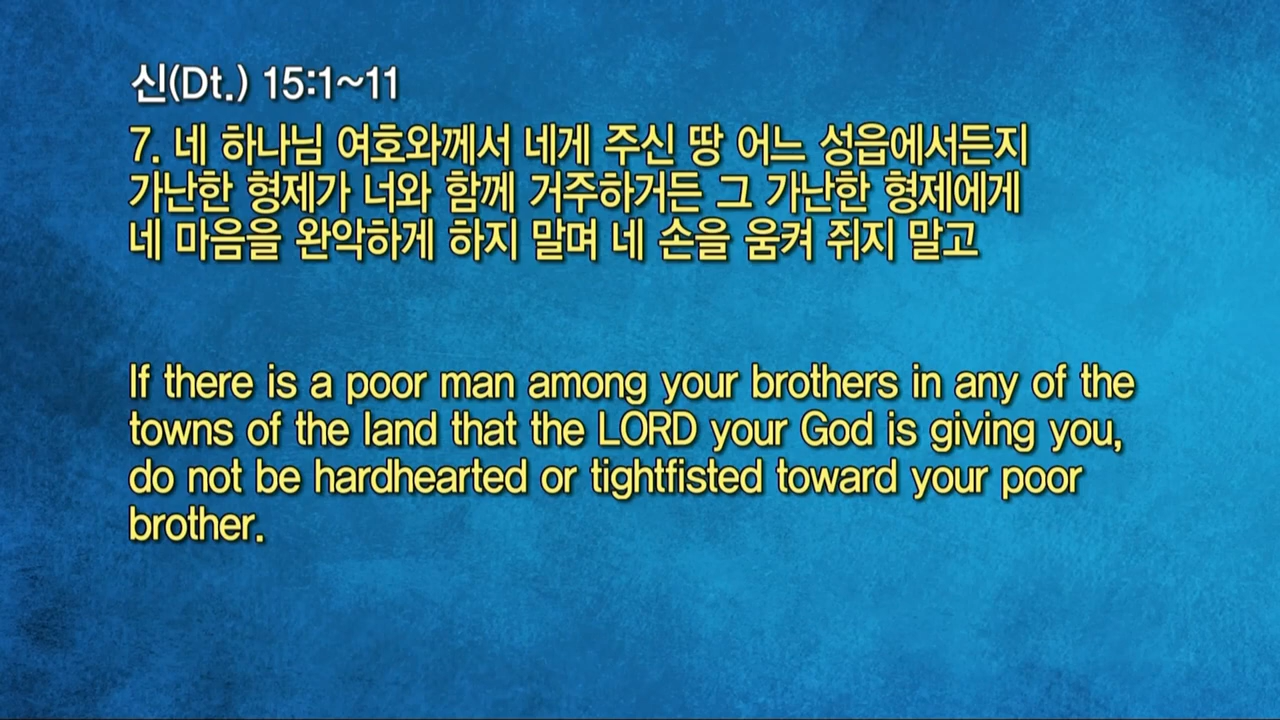 신(Dt.) 15:1~11
7. 네 하나님 여호와께서 네게 주신 땅 어느 성읍에서든지
가난한 형제가 너와 함께 거주하거든 그 가난한 형제에게
네 마음을 완악하게 하지 말며 네 손을 움켜 쥐지 말고
If there is a poor man among your brothers in any of the
towns of the land that the LORD your God is giving you,
do not be hardhearted or tightfisted toward your poor
brother.